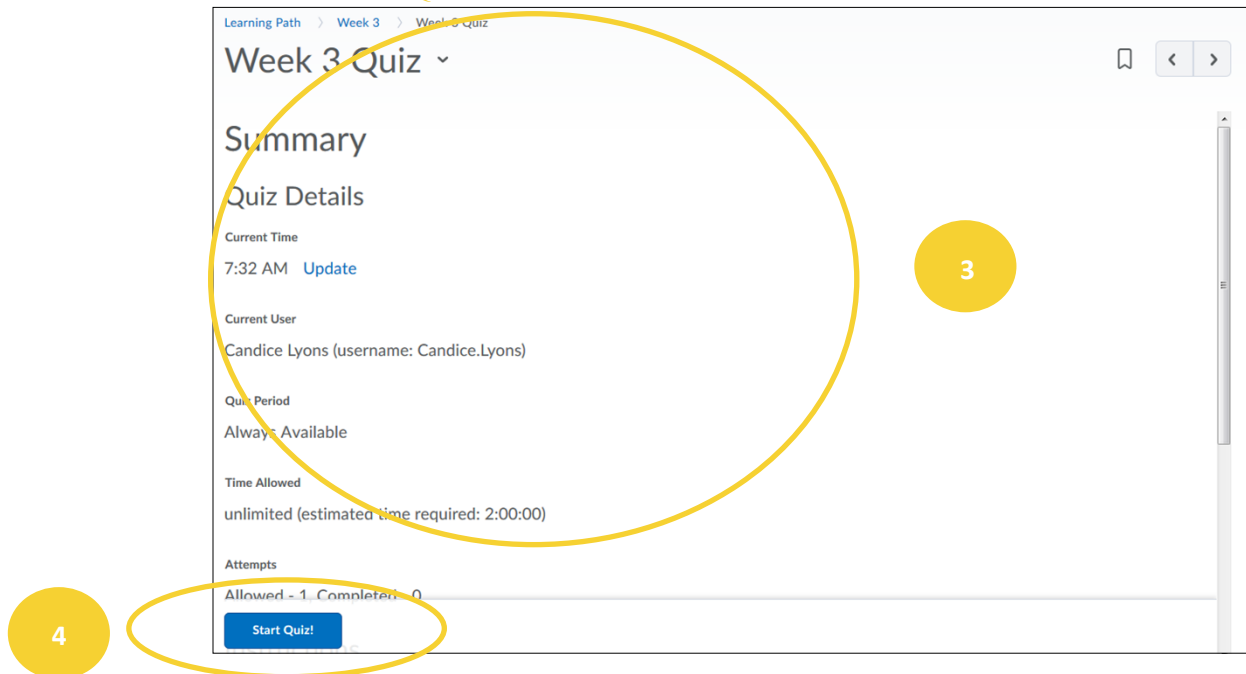 Learning Path > Week 3 > Week 3 Quiz
Week 3 Quiz
Summary
Quiz Details
Current Time
7:32 AM Update
3
Current User
Candice Lyons (username: Candice.Lyons)
Quiz Period
Always Available
Time Allowed
unlimited (estimated time required: 2:00:00)
Attempts
Allowed - 1, Completed - 0
4
Start Quiz!
Instructions